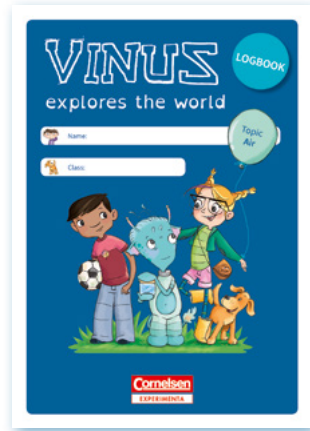 VINUS
LOGBOOK
explores the world
Name:
Topic
Air
Class:
Cornelsen
EXPERIMENTA